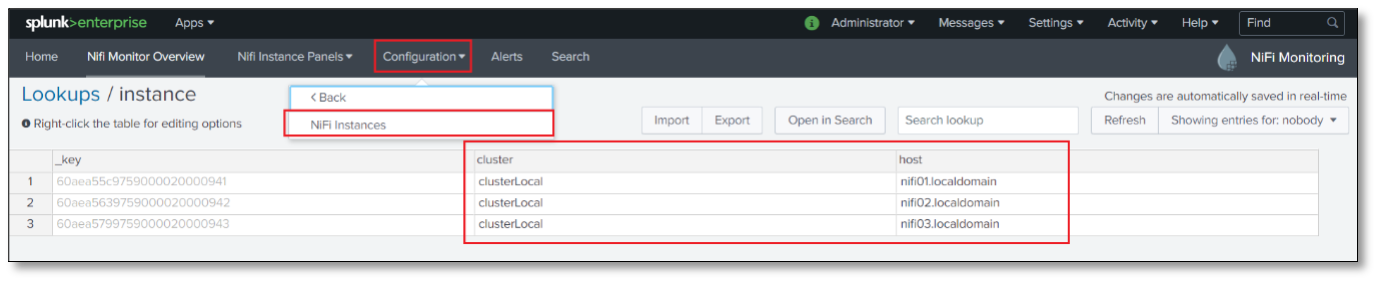 splunk>enterprise Apps Administrator Messages Settings Activity Help Find
Home Nifi Monitor Overview Nifi Instance Panels Configuration Alerts Search NiFi Monitoring
Lookups / instance
< Back
Changes are automatically saved in real-time
Right-click the table for editing options
NiFi Instances
Import Export Open in Search Search lookup Refresh Showing entries for: nobody
_key cluster host
1 60aea55c9759000020000941 clusterLocal nifi01.localdomain
2 60aea5639759000020000942 clusterLocal nifi02.localdomain
3 60aea5799759000020000943 clusterLocal nifi03.localdomain